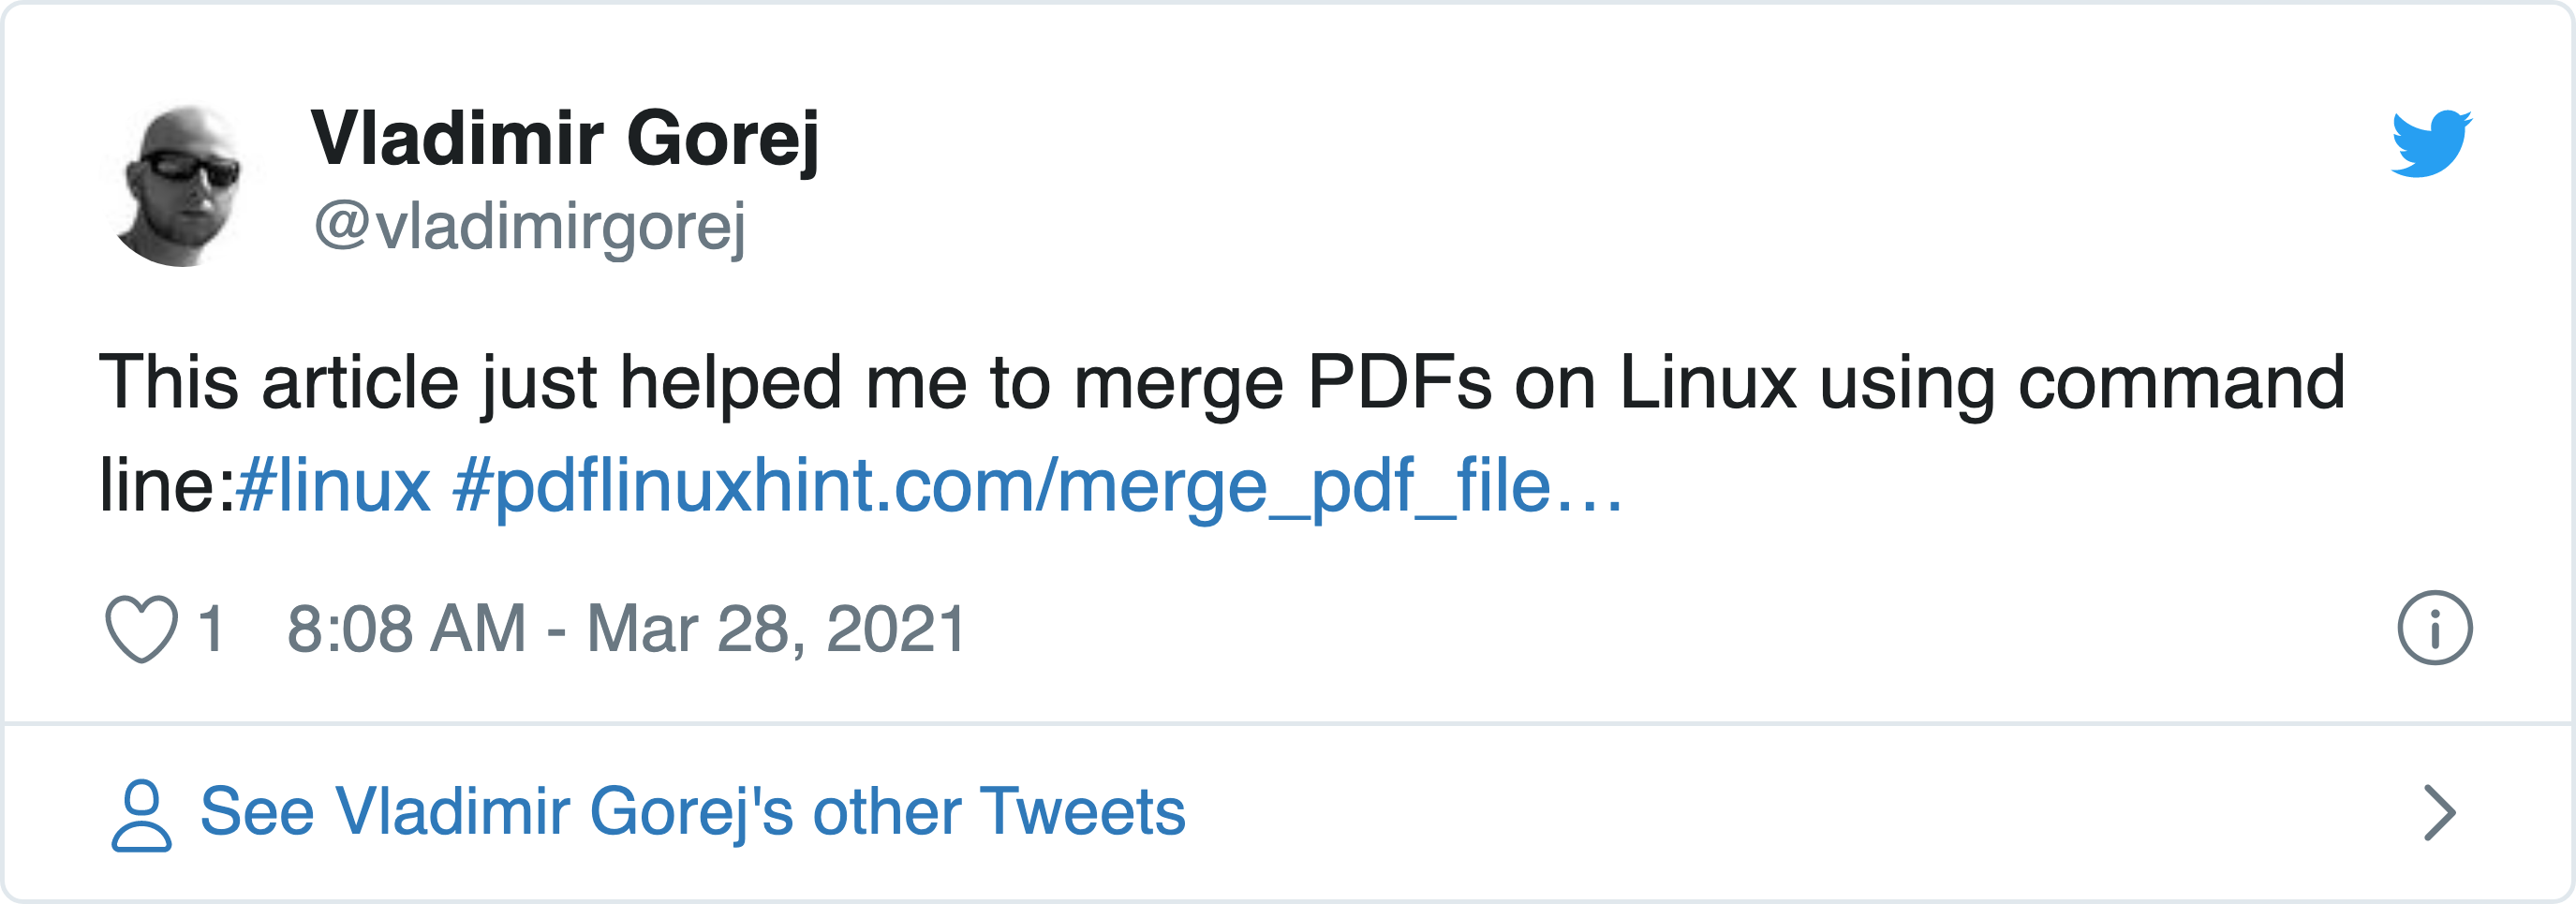 Vladimir Gorej
@vladimirgorej
This article just helped me to merge PDFs on Linux using command
line:#linux #pdflinuxhint.com/merge_pdf_file…
1 8:08 AM - Mar 28, 2021
See Vladimir Gorej's other Tweets